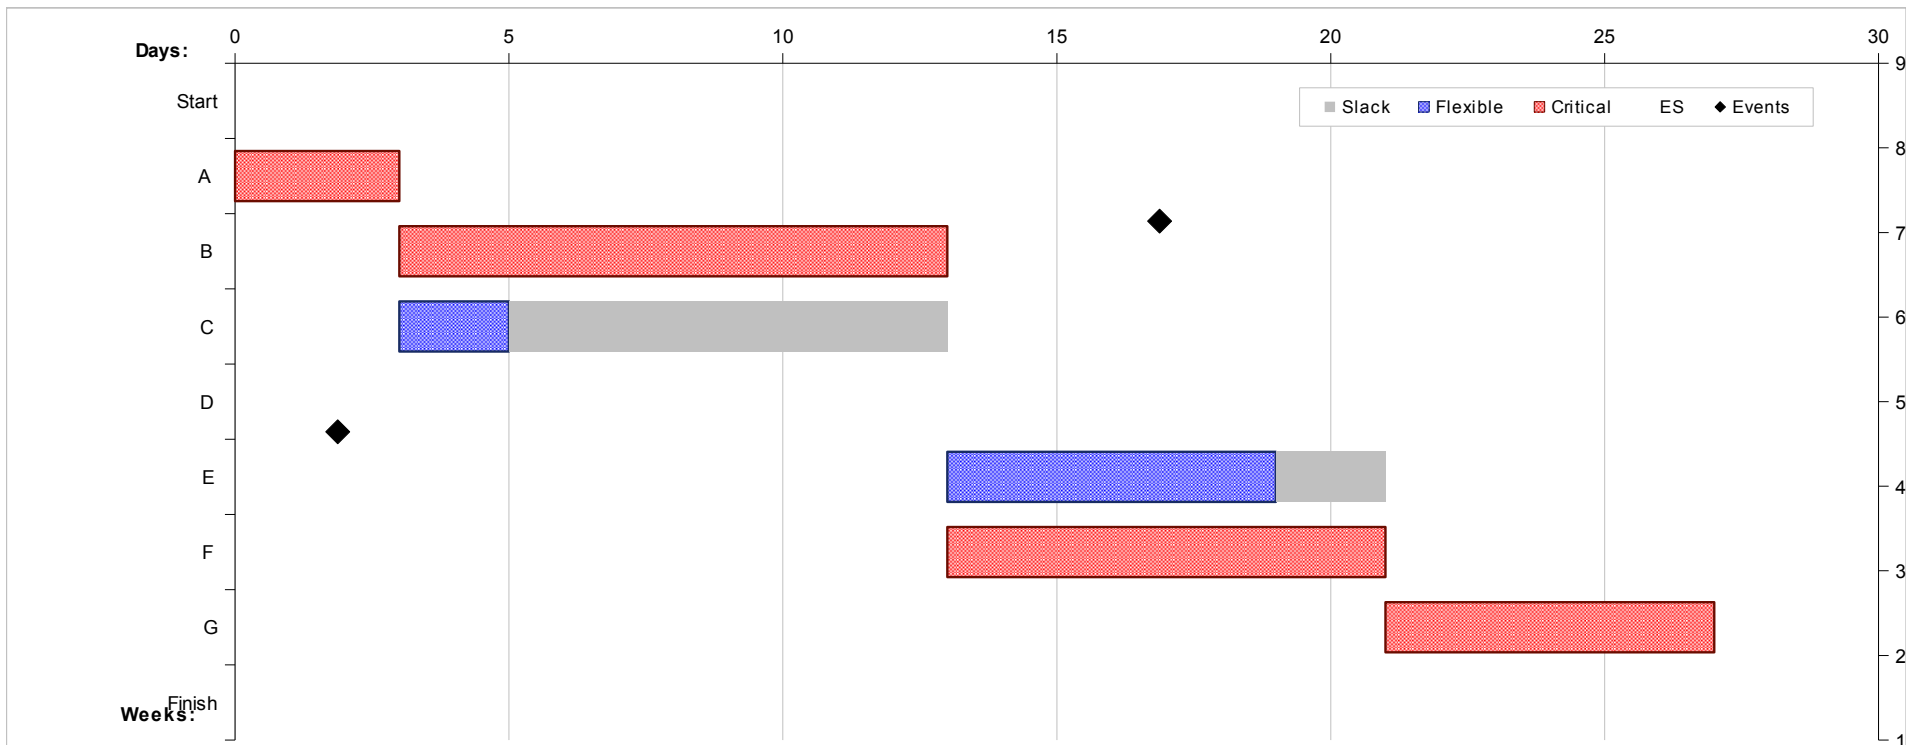 Days: 0 5 10 15 20 25 30
9
Start
Slack Flexible Critical ES Events
8
A
7
B
6
C
5
D
4
E
3
F
G
2
Finish
Weeks:
1